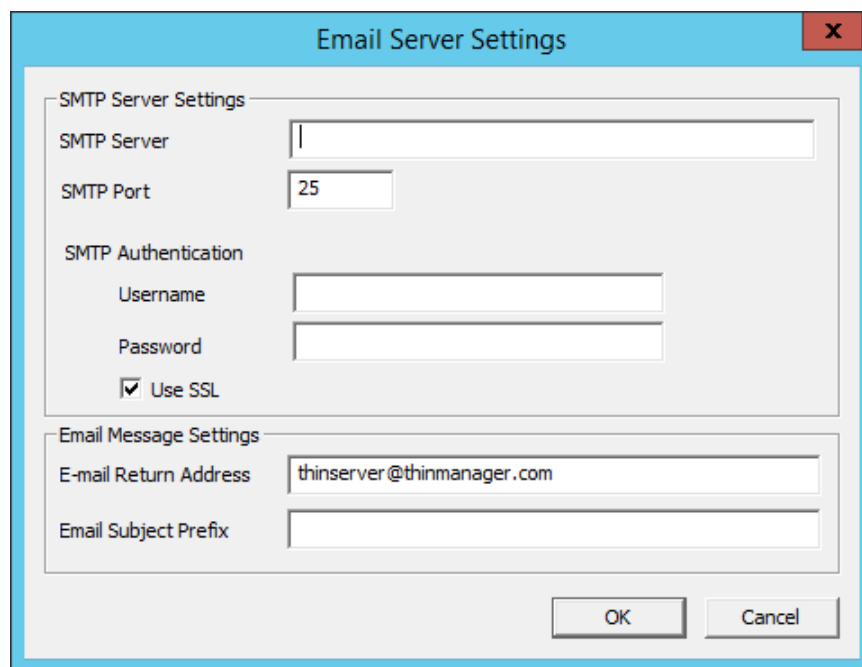 Email Server Settings
x
SMTP Server Settings
SMTP Server
SMTP Port 25
SMTP Authentication
Username
Password
Use SSL
Email Message Settings
E-mail Return Address thinserver@thinmanager.com
Email Subject Prefix
OK Cancel